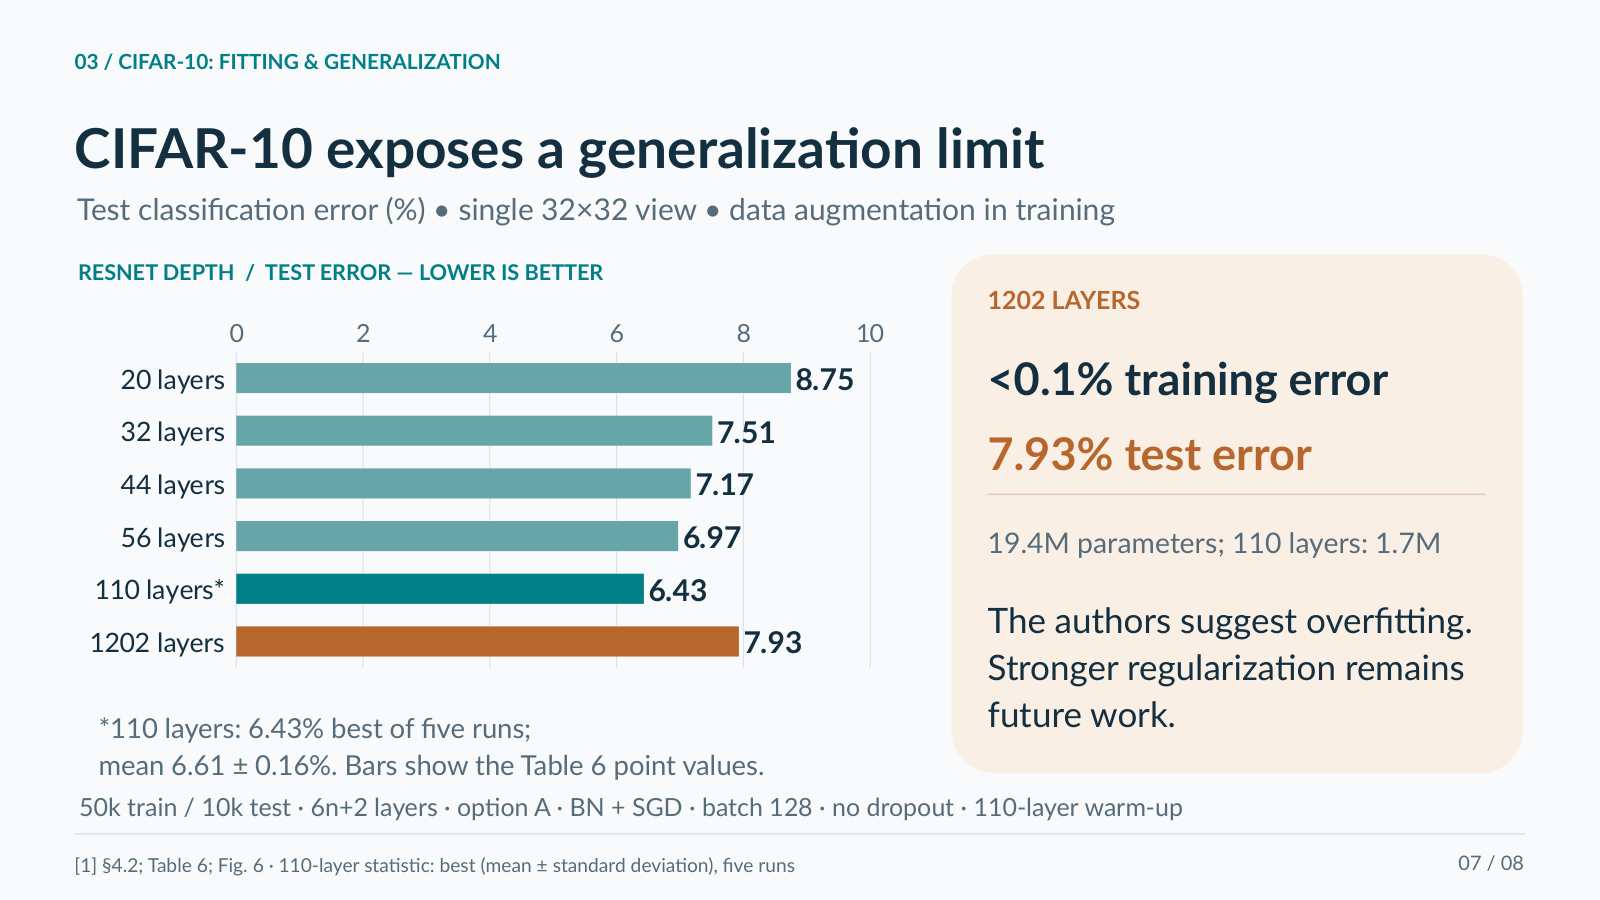 03 / CIFAR-10: FITTING & GENERALIZATION
CIFAR-10 exposes a generalization limit
Test classification error (%) • single 32×32 view • data augmentation in training
RESNET DEPTH / TEST ERROR — LOWER IS BETTER
0 2 4 6 8 10
20 layers 8.75
32 layers 7.51
44 layers 7.17
56 layers 6.97
110 layers* 6.43
1202 layers 7.93
*110 layers: 6.43% best of five runs;
mean 6.61 ± 0.16%. Bars show the Table 6 point values.
1202 LAYERS
<0.1% training error
7.93% test error
19.4M parameters; 110 layers: 1.7M
The authors suggest overfitting.
Stronger regularization remains
future work.
50k train / 10k test · 6n+2 layers · option A · BN + SGD · batch 128 · no dropout · 110-layer warm-up
[1] §4.2; Table 6; Fig. 6 · 110-layer statistic: best (mean ± standard deviation), five runs
07 / 08